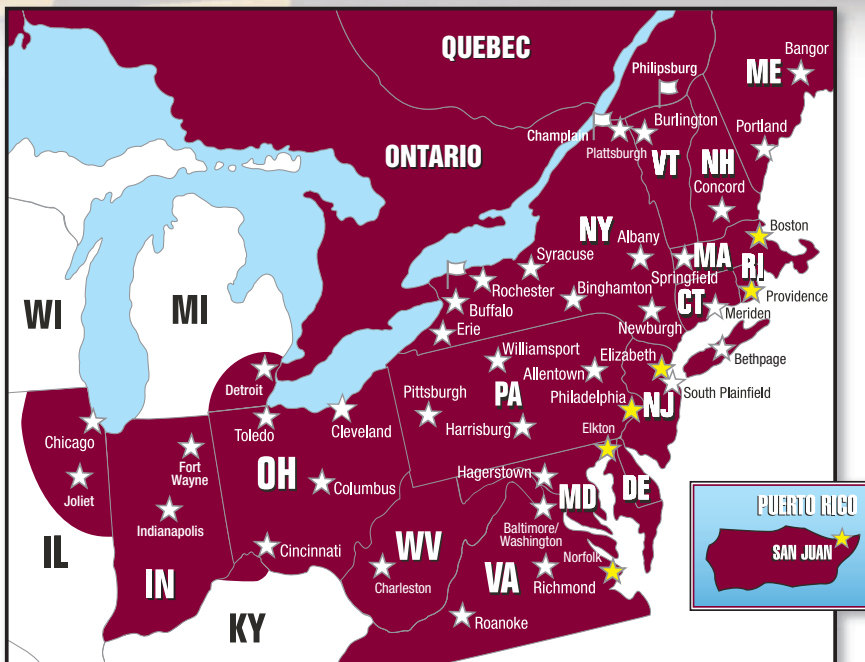 QUEBEC
Bangor
ME
Philipsburg
Burlington
Champlain
Plattsburgh
Portland
ONTARIO
VT
NH
Concord
NY
Albany
Boston
Syracuse
MA
RI
Springfield
Rochester
Binghamton
CT
Providence
Buffalo
Newburgh
Meriden
WI
MI
Erie
Williamsport
Elizabeth
Bethpage
Detroit
Allentown
South Plainfield
Pittsburgh
PA
Philadelphia
NJ
Chicago
Toledo
Cleveland
Harrisburg
Elkton
Fort
Wayne
OH
Hagerstown
Joliet
Columbus
MD
DE
Indianapolis
Baltimore/
Washington
PUERTO RICO
IL
Cincinnati
WV
Norfolk
SAN JUAN
IN
Charleston
VA
Richmond
KY
Roanoke